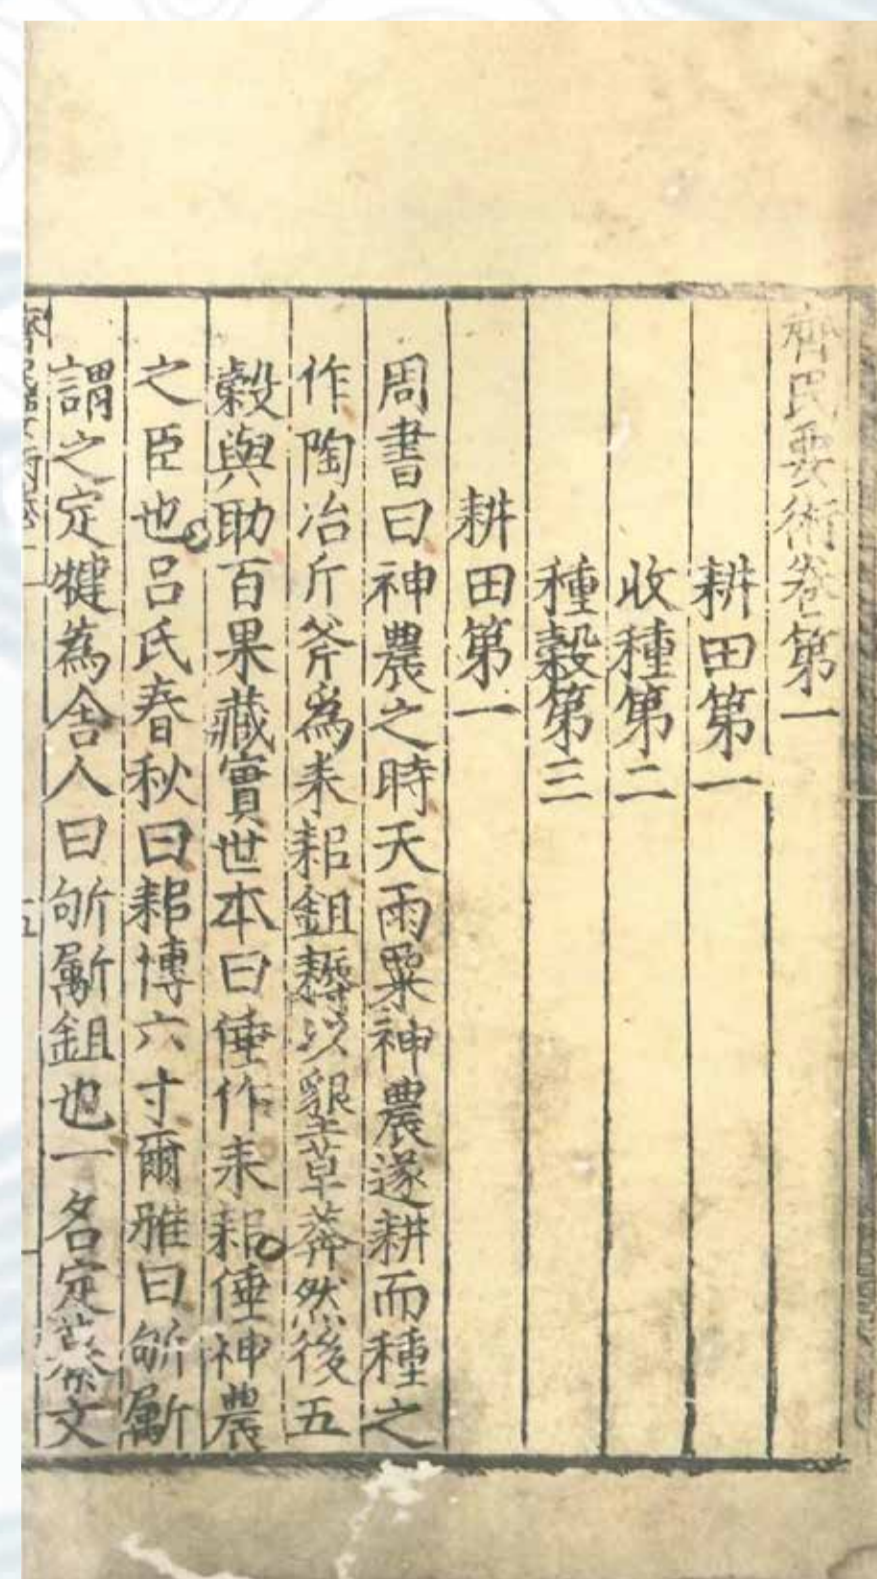 齊民要術卷第一
耕田第一
收種第二
種穀第三
耕田第一
周書曰神農之時天雨粟神農遂耕而種之
作陶冶斤斧爲耒耜鉏耨以墾草莽然後五
穀與助百果藏實世本曰倕作耒耜倕神農
之臣也呂氏春秋曰耜博六寸爾雅曰斪斸
謂之定犍爲舍人曰斪斸鉏也一名定纂文